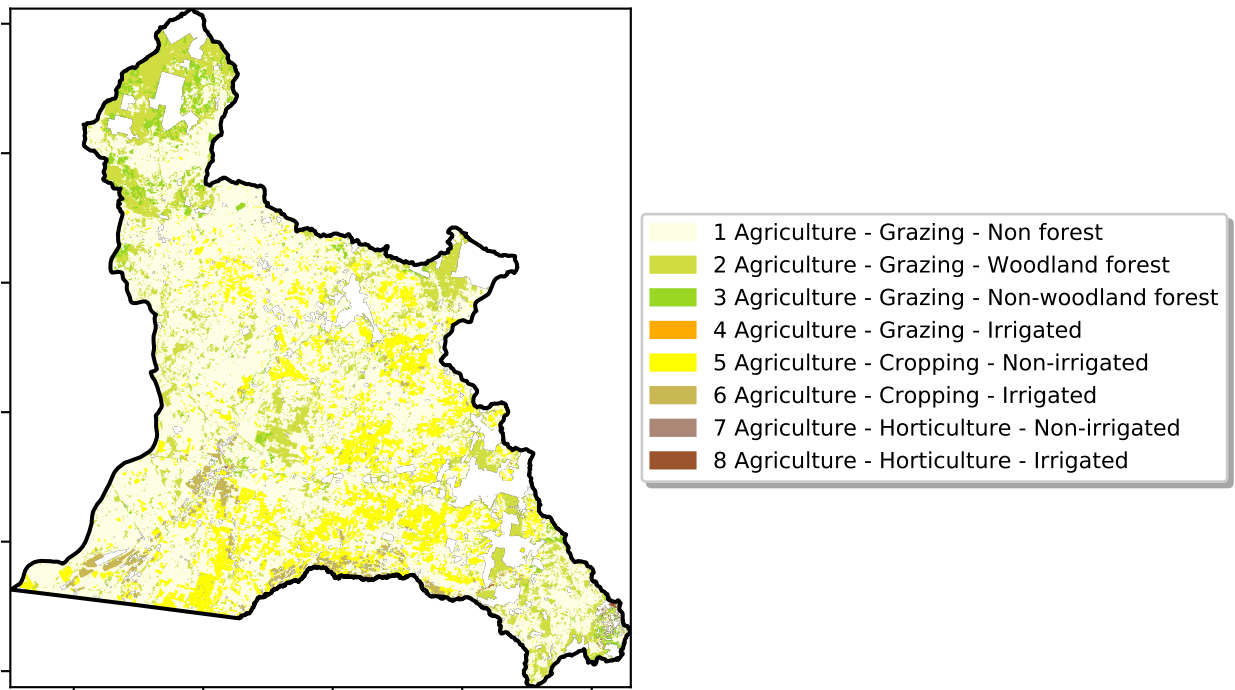 1 Agriculture - Grazing - Non forest
2 Agriculture - Grazing - Woodland forest
3 Agriculture - Grazing - Non-woodland forest
4 Agriculture - Grazing - Irrigated
5 Agriculture - Cropping - Non-irrigated
6 Agriculture - Cropping - Irrigated
7 Agriculture - Horticulture - Non-irrigated
8 Agriculture - Horticulture - Irrigated